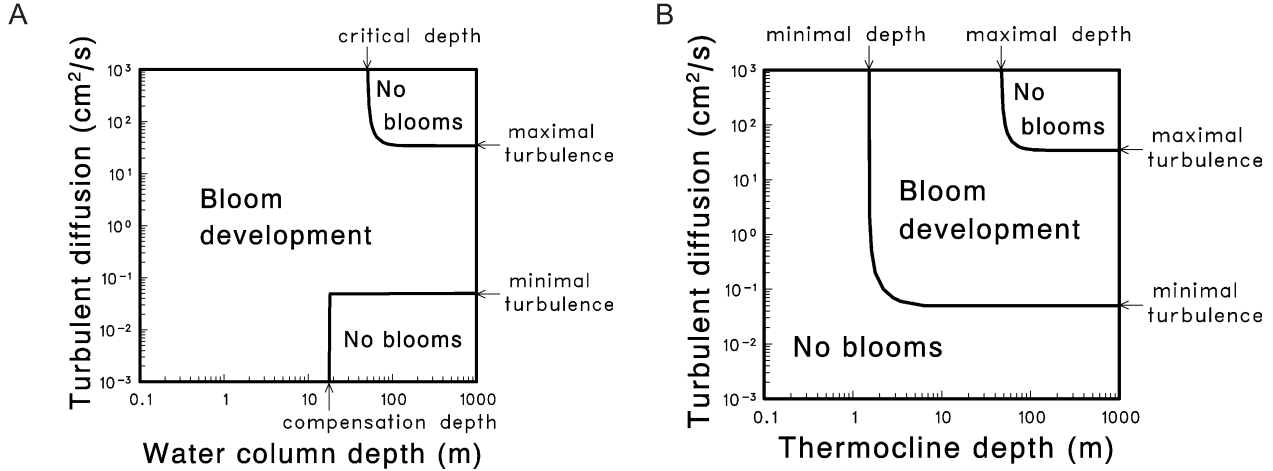 A
critical depth
Turbulent diffusion (cm²/s)
10³
10²
10¹
10⁰
10⁻¹
10⁻²
10⁻³
No
blooms
maximal
turbulence
Bloom
development
minimal
turbulence
No blooms
0.1
1
10
100
1000
compensation depth
Water column depth (m)
B
minimal depth
maximal depth
Turbulent diffusion (cm²/s)
10³
10²
10¹
10⁰
10⁻¹
10⁻²
10⁻³
No
blooms
maximal
turbulence
Bloom
development
minimal
turbulence
No blooms
0.1
1
10
100
1000
Thermocline depth (m)